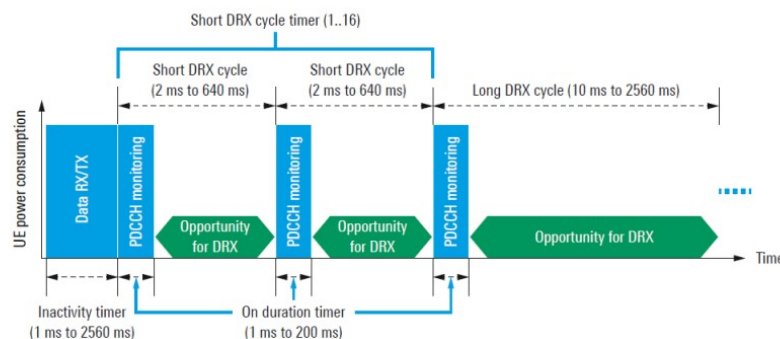 Short DRX cycle timer (1..16)
Short DRX cycle
(2 ms to 640 ms)
Short DRX cycle
(2 ms to 640 ms)
Long DRX cycle (10 ms to 2560 ms)
UE power consumption
Data RX/TX
PDCCH monitoring
Opportunity
for DRX
PDCCH monitoring
Opportunity
for DRX
PDCCH monitoring
Opportunity for DRX
Time
Inactivity timer
(1 ms to 2560 ms)
On duration timer
(1 ms to 200 ms)